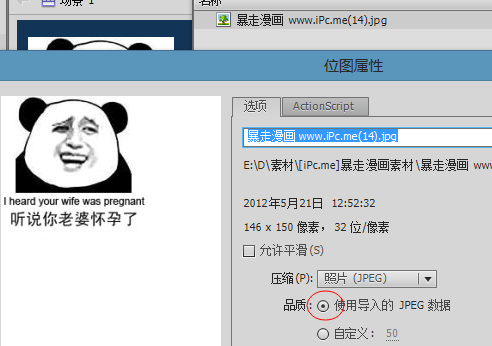 场景 1
名称
暴走漫画 www.iPc.me(14).jpg
位图属性
I heard your wife was pregnant
听说你老婆怀孕了
选项
ActionScript
暴走漫画 www.iPc.me(14).jpg
E:\D\素材\[iPc.me]暴走漫画素材\暴走漫画 www
2012年5月21日 12:52:32
146 x 150 像素, 32 位/像素
允许平滑(S)
压缩(P): 照片 (JPEG)
品质: 使用导入的 JPEG 数据
自定义: 50